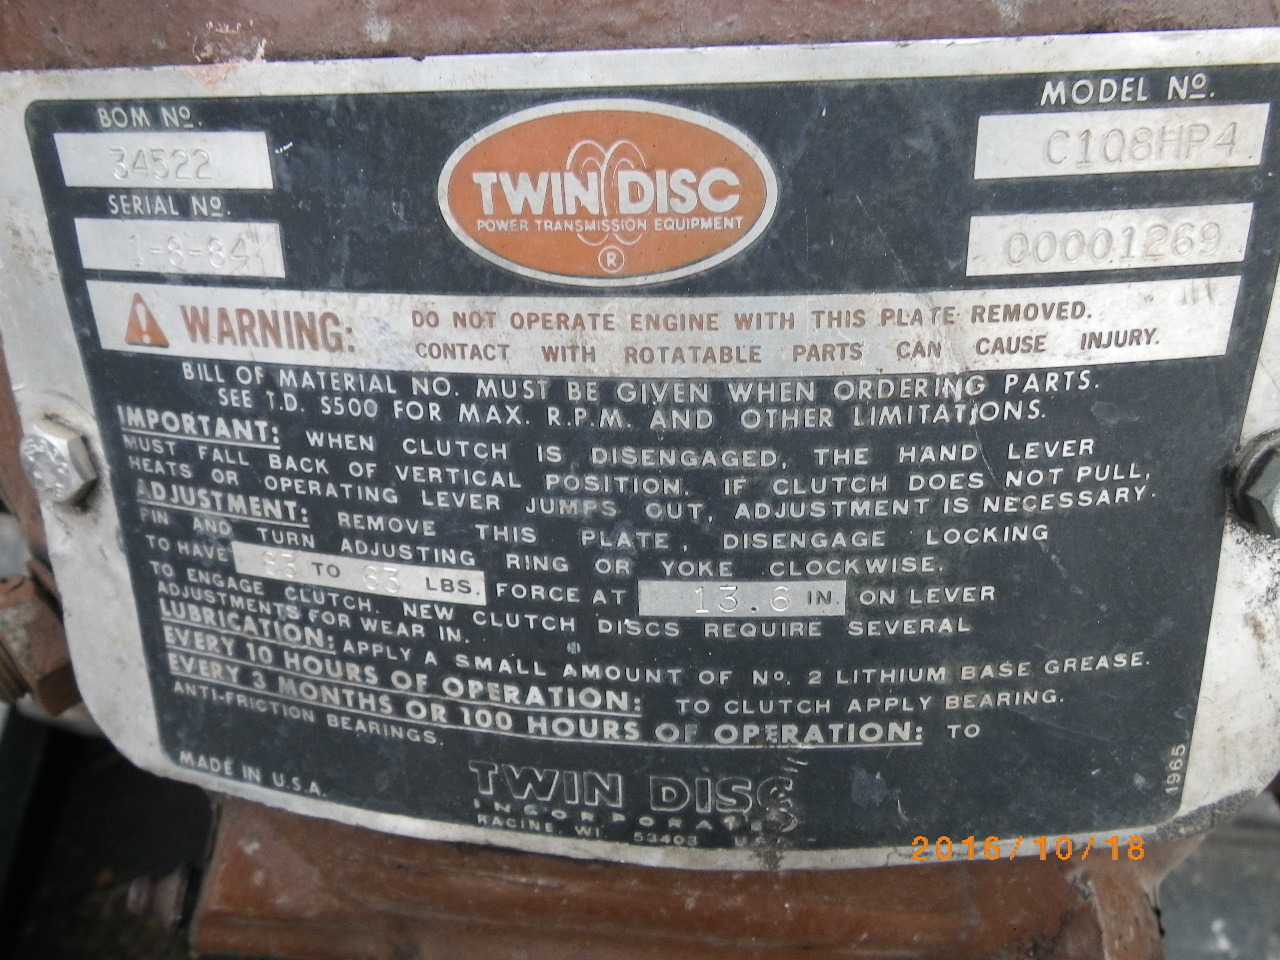 BOM Nº.
34522
SERIAL Nº.
1-8-84
TWIN DISC
POWER TRANSMISSION EQUIPMENT
®
MODEL Nº.
C108HP4
00001269
WARNING: DO NOT OPERATE ENGINE WITH THIS PLATE REMOVED.
CONTACT WITH ROTATABLE PARTS CAN CAUSE INJURY.
BILL OF MATERIAL NO. MUST BE GIVEN WHEN ORDERING PARTS.
SEE T.D. S500 FOR MAX. R.P.M. AND OTHER LIMITATIONS.
IMPORTANT: WHEN CLUTCH IS DISENGAGED, THE HAND LEVER
MUST FALL BACK OF VERTICAL POSITION. IF CLUTCH DOES NOT PULL,
HEATS OR OPERATING LEVER JUMPS OUT, ADJUSTMENT IS NECESSARY.
ADJUSTMENT: REMOVE THIS PLATE, DISENGAGE LOCKING
PIN AND TURN ADJUSTING RING OR YOKE CLOCKWISE.
TO HAVE TO 63 LBS. FORCE AT 13.6 IN. ON LEVER
TO ENGAGE CLUTCH. NEW CLUTCH DISCS REQUIRE SEVERAL
ADJUSTMENTS FOR WEAR IN.
LUBRICATION: APPLY A SMALL AMOUNT OF Nº. 2 LITHIUM BASE GREASE.
EVERY 10 HOURS OF OPERATION: TO CLUTCH APPLY BEARING.
EVERY 3 MONTHS OR 100 HOURS OF OPERATION: TO
ANTI-FRICTION BEARINGS.
MADE IN U.S.A.
TWIN DISC
INCORPORATED
RACINE, WI. 53403
1965
2016/10/18